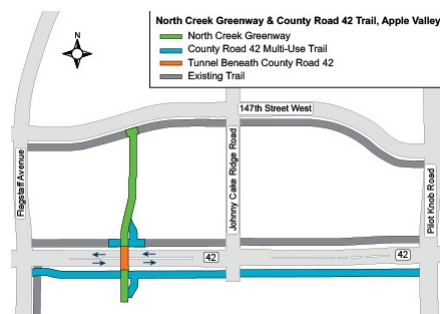 North Creek Greenway & County Road 42 Trail, Apple Valley
North Creek Greenway
County Road 42 Multi-Use Trail
Tunnel Beneath County Road 42
Existing Trail
N
147th Street West
Flagstaff Avenue
Johnny Cake Ridge Road
Pilot Knob Road
42
42